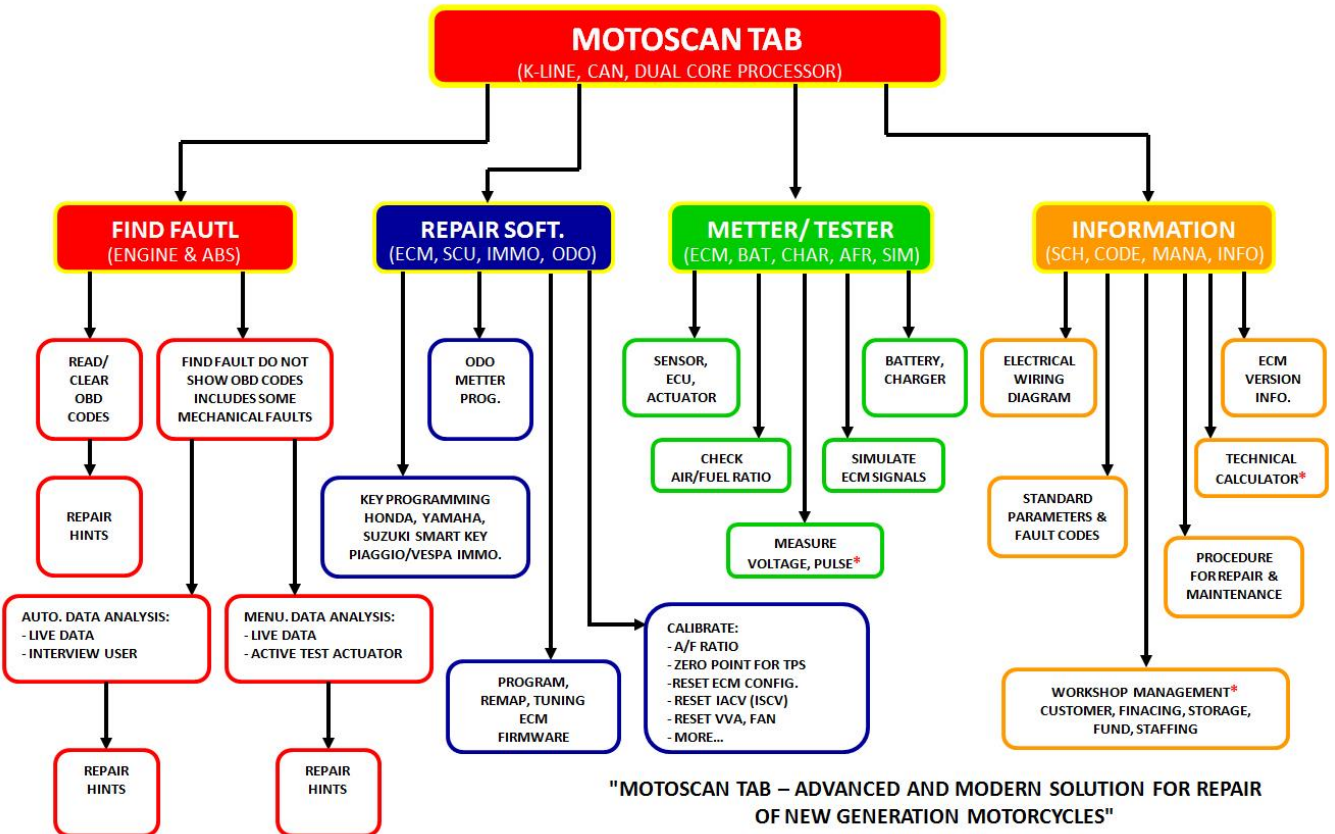 MOTOSCAN TAB
(K-LINE, CAN, DUAL CORE PROCESSOR)
FIND FAUTL
(ENGINE & ABS)
REPAIR SOFT.
(ECM, SCU, IMMO, ODO)
METTER/ TESTER
(ECM, BAT, CHAR, AFR, SIM)
INFORMATION
(SCH, CODE, MANA, INFO)
READ/
CLEAR
OBD
CODES
FIND FAULT DO NOT
SHOW OBD CODES
INCLUDES SOME
MECHANICAL FAULTS
ODO
METTER
PROG.
SENSOR,
ECU,
ACTUATOR
BATTERY,
CHARGER
ELECTRICAL
WIRING
DIAGRAM
ECM
VERSION
INFO.
CHECK
AIR/FUEL RATIO
SIMULATE
ECM SIGNALS
TECHNICAL
CALCULATOR*
REPAIR
HINTS
KEY PROGRAMMING
HONDA, YAMAHA,
SUZUKI SMART KEY
PIAGGIO/VESPA IMMO.
STANDARD
PARAMETERS &
FAULT CODES
MEASURE
VOLTAGE, PULSE*
PROCEDURE
FOR REPAIR &
MAINTENANCE
AUTO. DATA ANALYSIS:
- LIVE DATA
- INTERVIEW USER
MENU. DATA ANALYSIS:
- LIVE DATA
- ACTIVE TEST ACTUATOR
PROGRAM,
REMAP, TUNING
ECM
FIRMWARE
CALIBRATE:
- A/F RATIO
- ZERO POINT FOR TPS
-RESET ECM CONFIG.
- RESET IACV (ISCV)
- RESET VVA, FAN
- MORE...
WORKSHOP MANAGEMENT*
CUSTOMER, FINACING, STORAGE,
FUND, STAFFING
REPAIR
HINTS
REPAIR
HINTS
"MOTOSCAN TAB – ADVANCED AND MODERN SOLUTION FOR REPAIR
OF NEW GENERATION MOTORCYCLES"